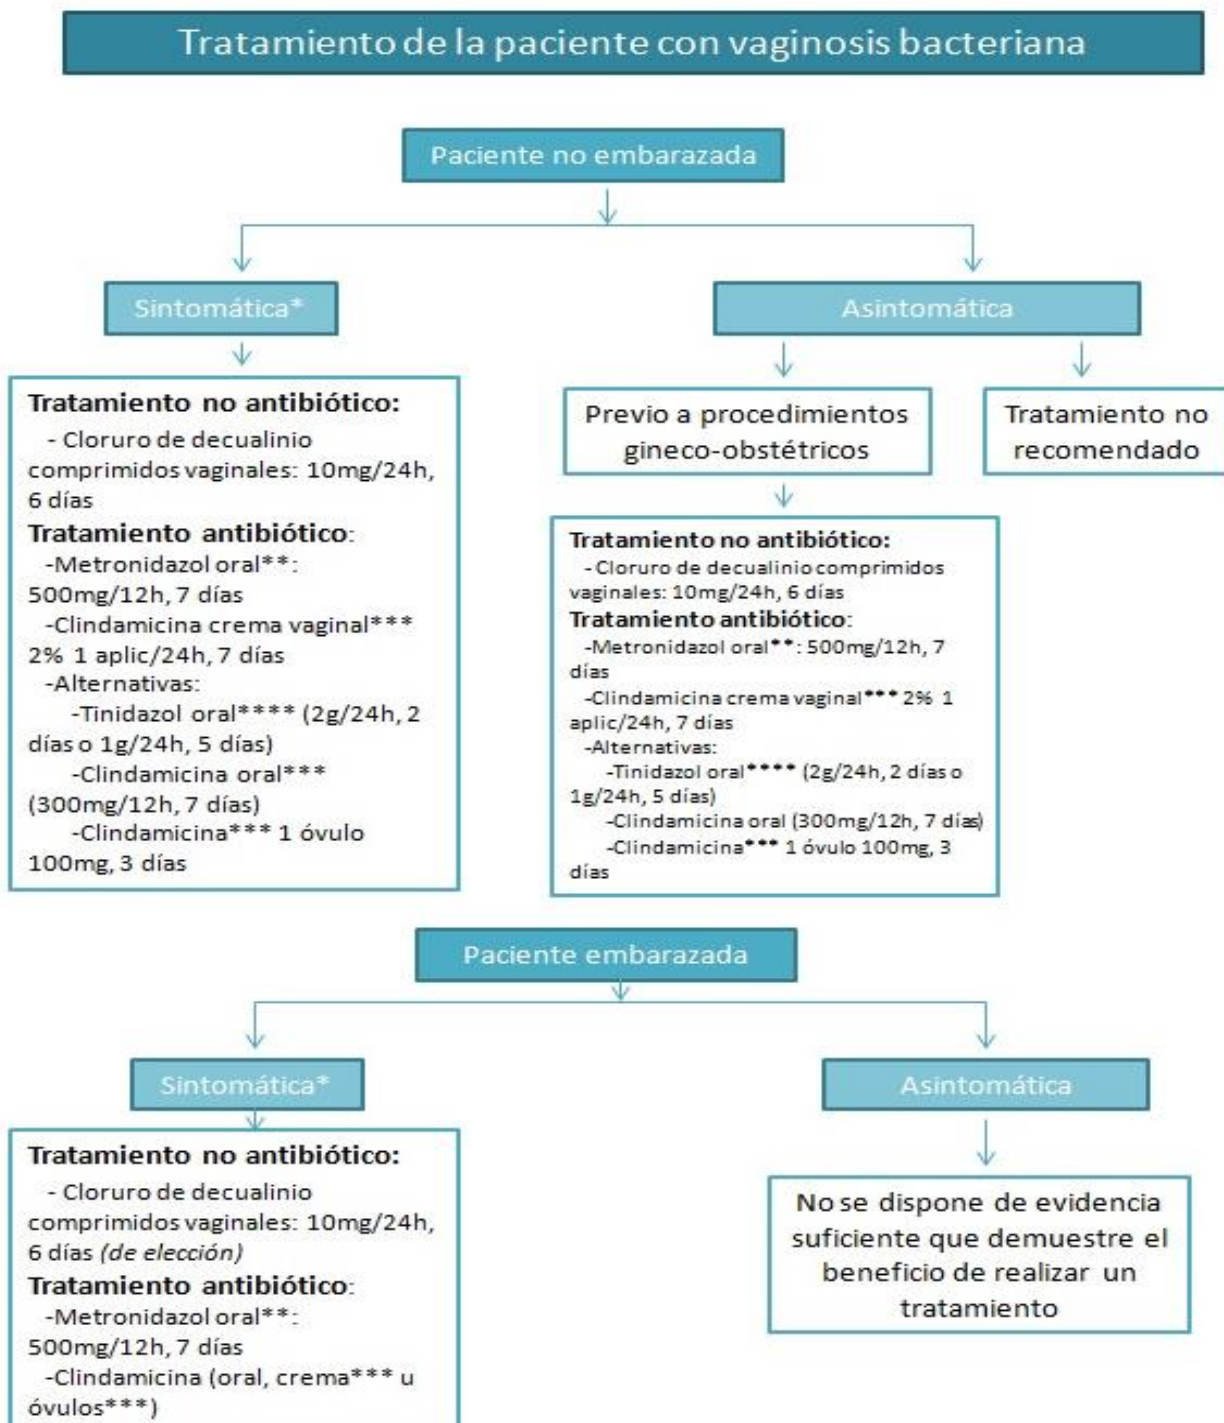 Tratamiento de la paciente con vaginosis bacteriana
Paciente no embarazada
Sintomática*
Asintomática
Tratamiento no antibiótico:
- Cloruro de decualinio
comprimidos vaginales: 10mg/24h,
6 días
Tratamiento antibiótico:
-Metronidazol oral**:
500mg/12h, 7 días
-Clindamicina crema vaginal***
2% 1 aplic/24h, 7 días
-Alternativas:
-Tinidazol oral**** (2g/24h, 2
días o 1g/24h, 5 días)
-Clindamicina oral***
(300mg/12h, 7 días)
-Clindamicina*** 1 óvulo
100mg, 3 días
Previo a procedimientos
gineco-obstétricos
Tratamiento no
recomendado
Tratamiento no antibiótico:
- Cloruro de decualinio comprimidos
vaginales: 10mg/24h, 6 días
Tratamiento antibiótico:
-Metronidazol oral**: 500mg/12h, 7
días
-Clindamicina crema vaginal*** 2% 1
aplic/24h, 7 días
-Alternativas:
-Tinidazol oral**** (2g/24h, 2 días o
1g/24h, 5 días)
-Clindamicina oral (300mg/12h, 7 días)
-Clindamicina*** 1 óvulo 100mg, 3
días
Paciente embarazada
Sintomática*
Asintomática
Tratamiento no antibiótico:
- Cloruro de decualinio
comprimidos vaginales: 10mg/24h,
6 días (de elección)
Tratamiento antibiótico:
-Metronidazol oral**:
500mg/12h, 7 días
-Clindamicina (oral, crema*** u
óvulos***)
No se dispone de evidencia
suficiente que demuestre el
beneficio de realizar un
tratamiento